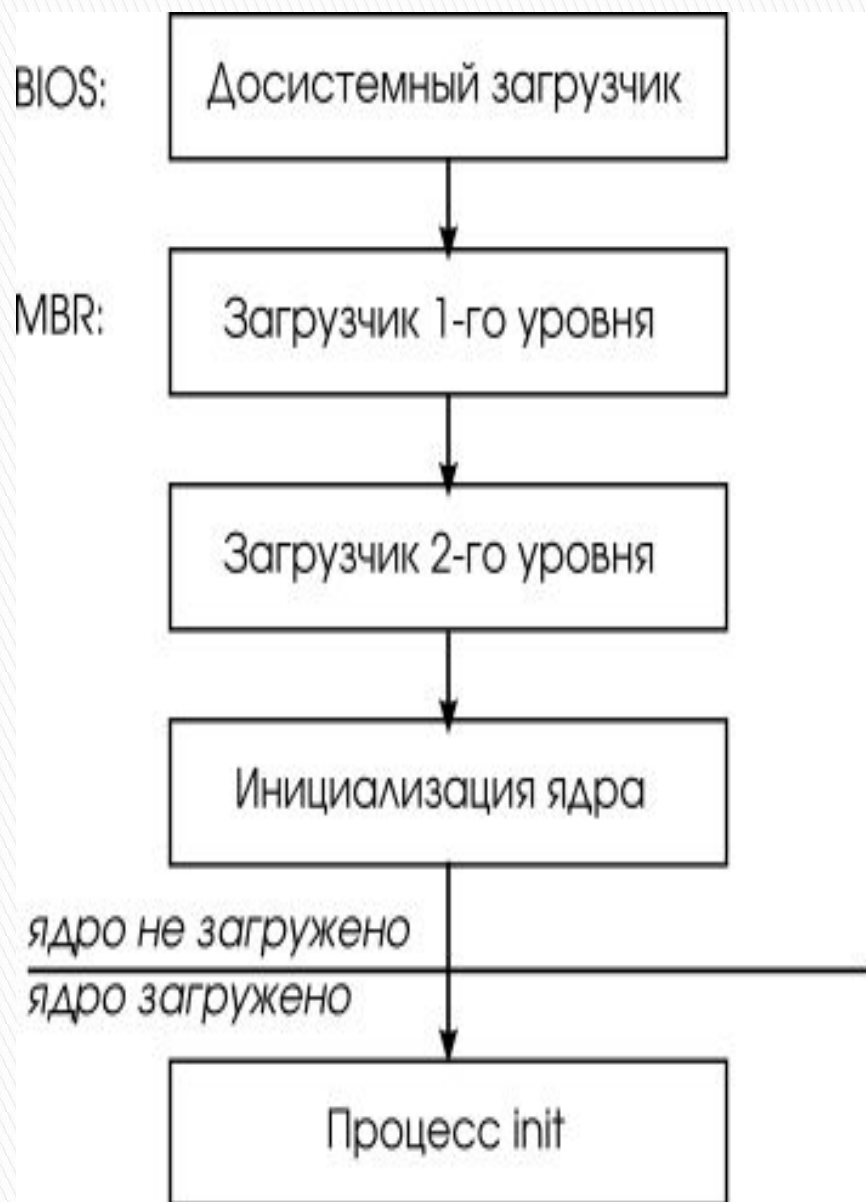 BIOS: Досистемный загрузчик
MBR: Загрузчик 1-го уровня
Загрузчик 2-го уровня
Инициализация ядра
ядро не загружено
ядро загружено
Процесс init